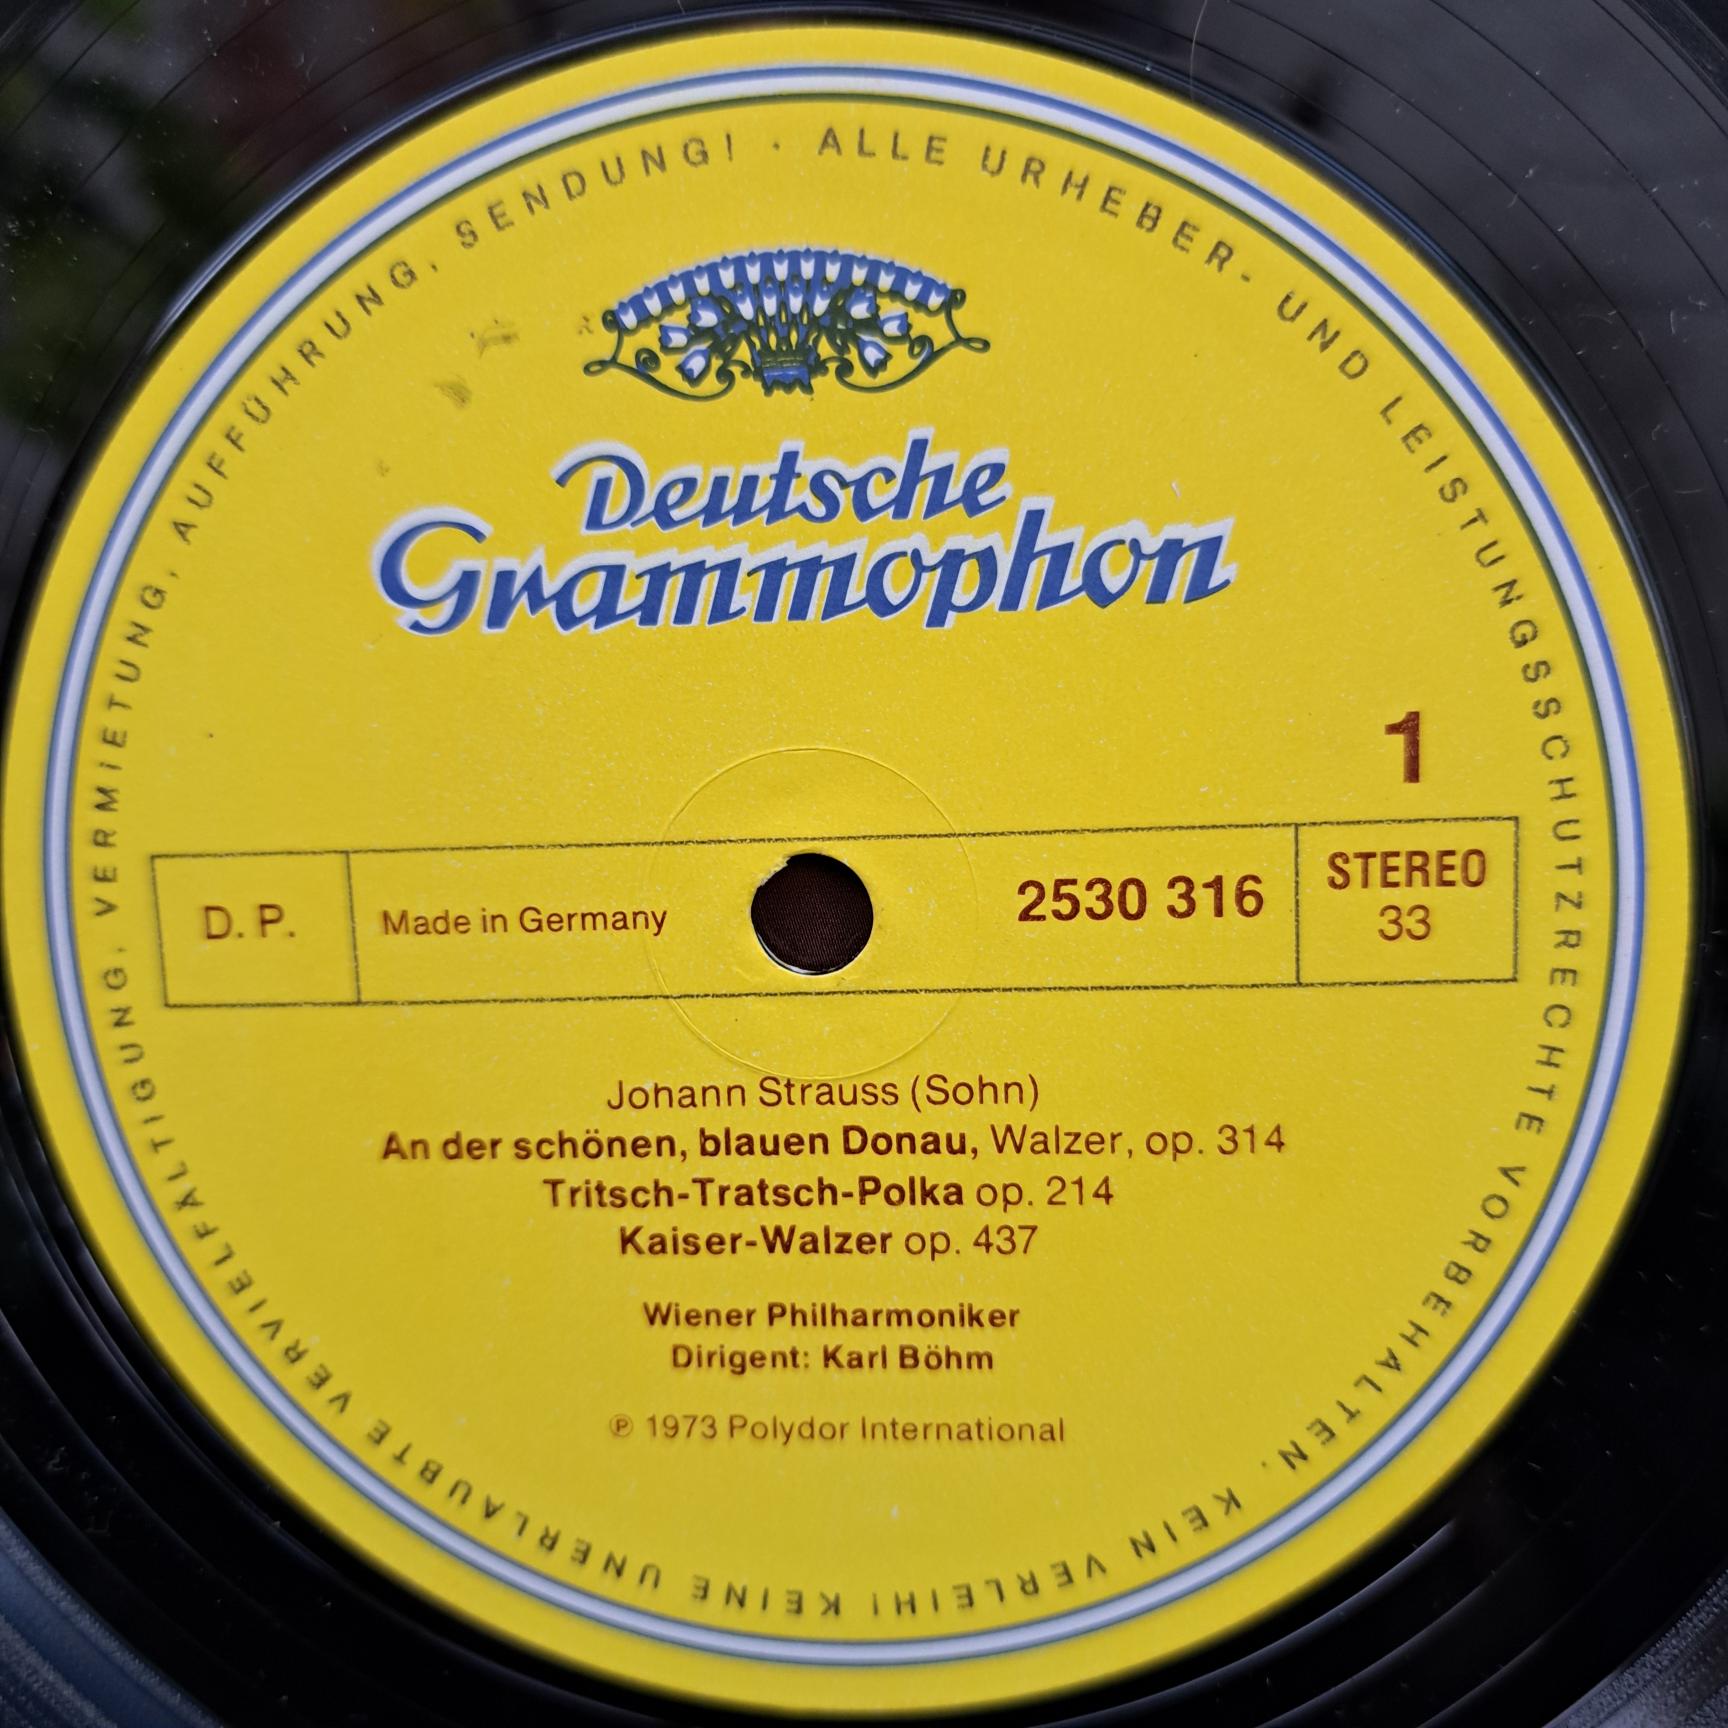 ALLE URHEBER- UND LEISTUNGSSCHUTZRECHTE VORBEHALTEN. KEIN VERLEIH! KEINE UNERLAUBTE VERVIELFÄLTIGUNG, VERMIETUNG, AUFFÜHRUNG, SENDUNG! ·
Deutsche
Grammophon
1
D. P.
Made in Germany
2530 316
STEREO
33
Johann Strauss (Sohn)
An der schönen, blauen Donau, Walzer, op. 314
Tritsch-Tratsch-Polka op. 214
Kaiser-Walzer op. 437
Wiener Philharmoniker
Dirigent: Karl Böhm
℗ 1973 Polydor International